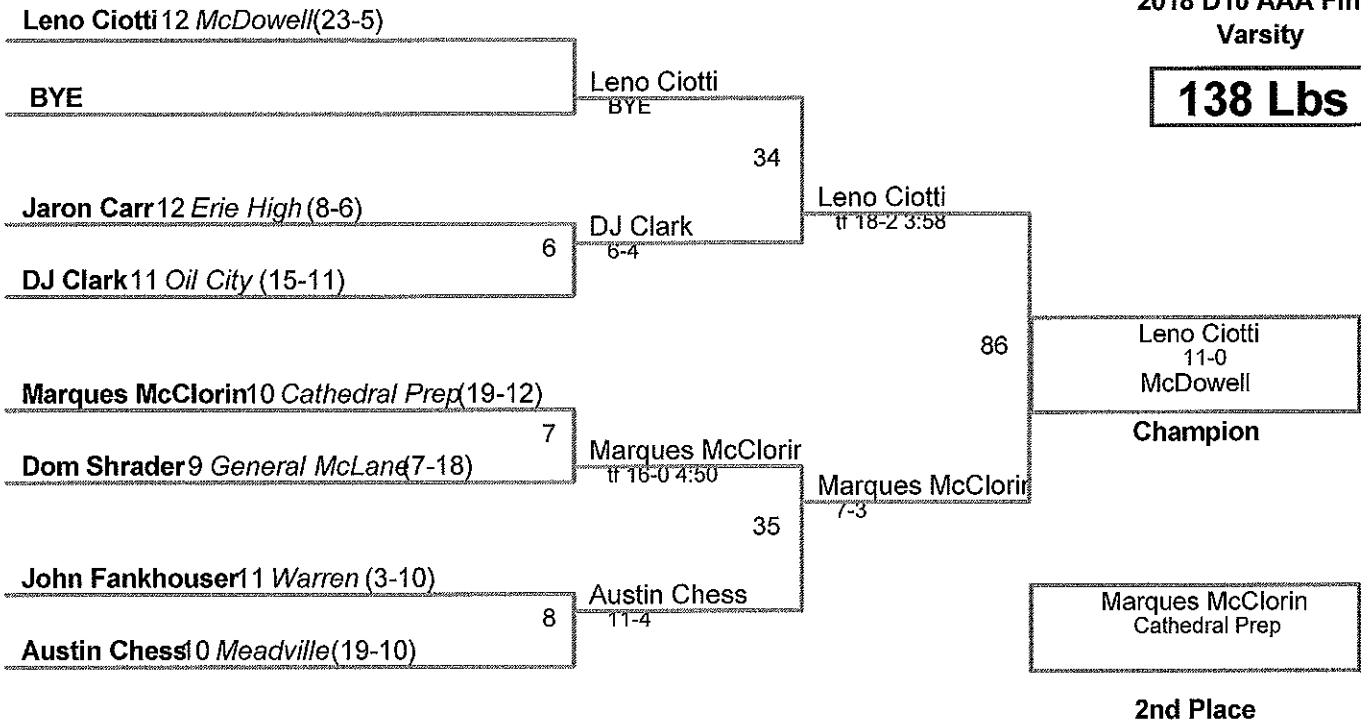 2018 D10 AAA Fin
Varsity
138 Lbs
Leno Ciotti 12 McDowell (23-5)
BYE
Leno Ciotti
BYE
34
Jaron Carr 12 Erie High (8-6)
6
DJ Clark 11 Oil City (15-11)
DJ Clark
6-4
Leno Ciotti
tf 18-2 3:58
86
Marques McClorin 10 Cathedral Prep (19-12)
7
Dom Shrader 9 General McLane (7-18)
Marques McClorin
tf 16-0 4:50
35
Marques McClorin
7-3
John Fankhouser 11 Warren (3-10)
8
Austin Chess 10 Meadville (19-10)
Austin Chess
11-4
Leno Ciotti
11-0
McDowell
Champion
Marques McClorin
Cathedral Prep
2nd Place